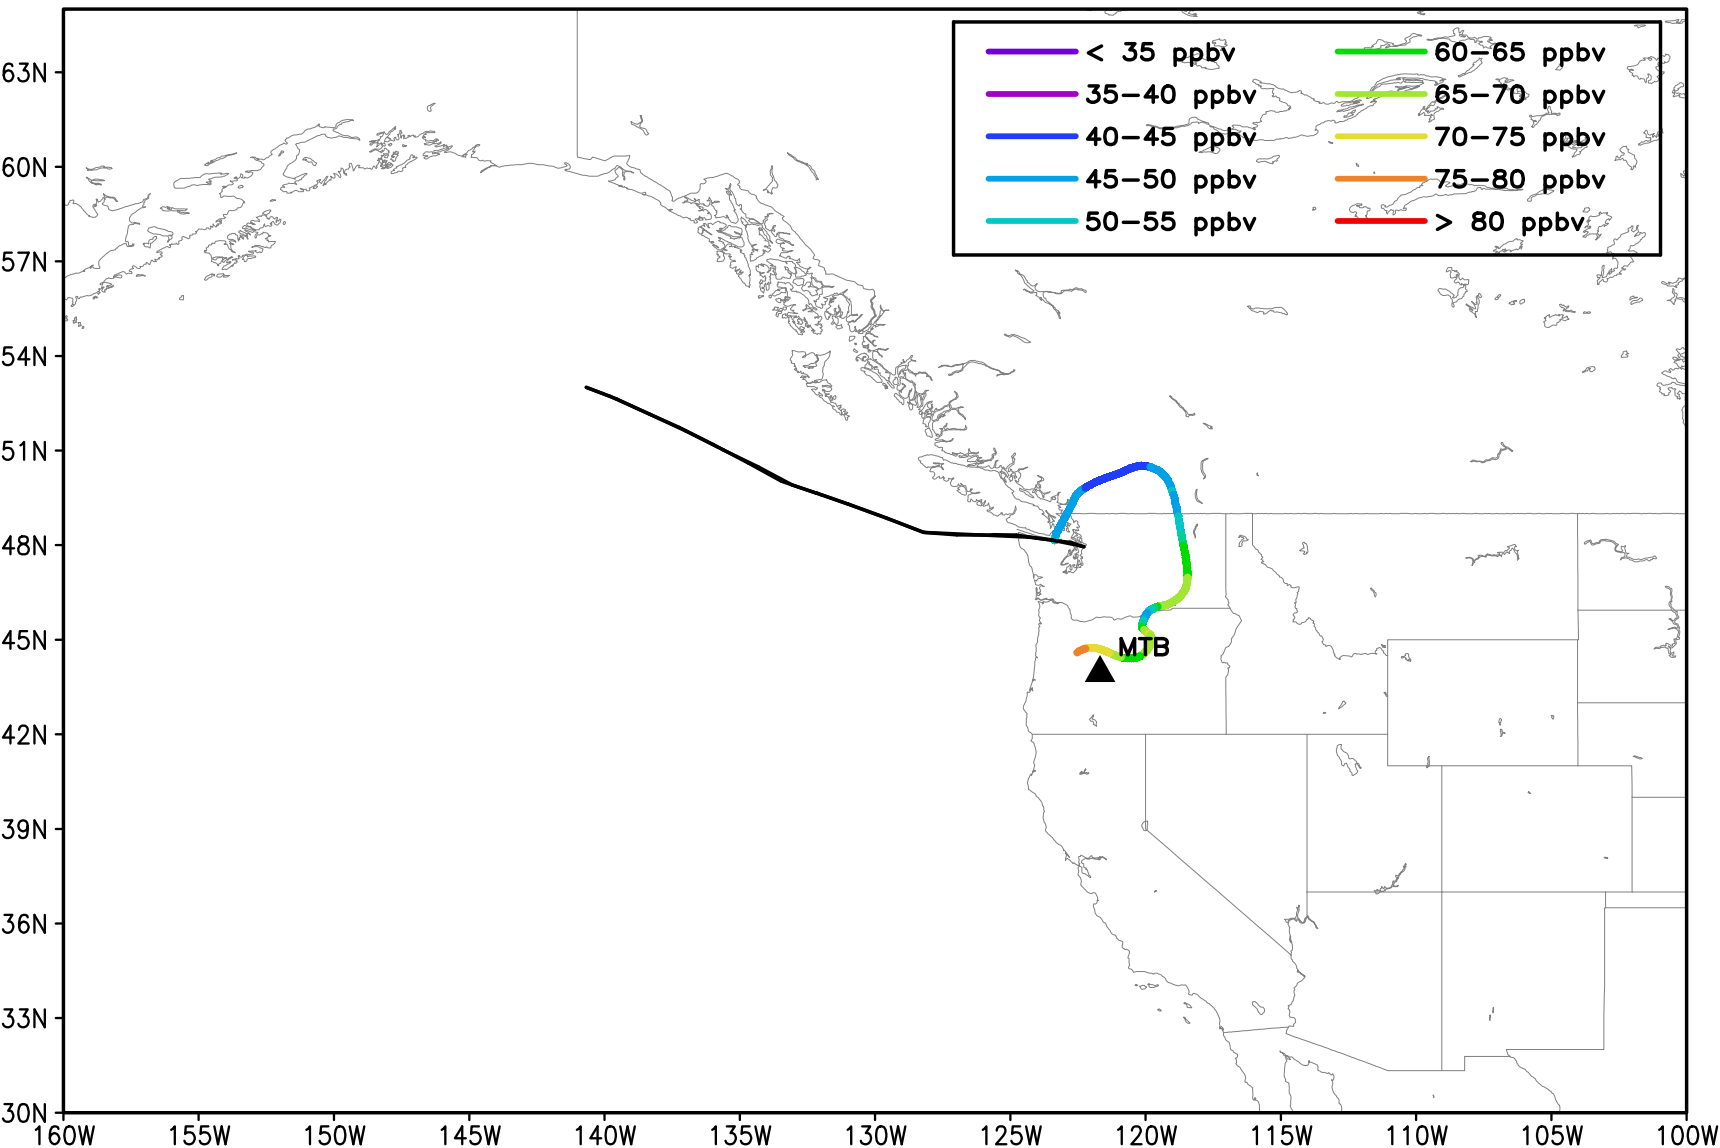 < 35 ppbv
35-40 ppbv
40-45 ppbv
45-50 ppbv
50-55 ppbv
60-65 ppbv
65-70 ppbv
70-75 ppbv
75-80 ppbv
> 80 ppbv
63N
60N
57N
54N
51N
48N
45N
42N
39N
36N
33N
30N
MTB
160W 155W 150W 145W 140W 135W 130W 125W 120W 115W 110W 105W 100W